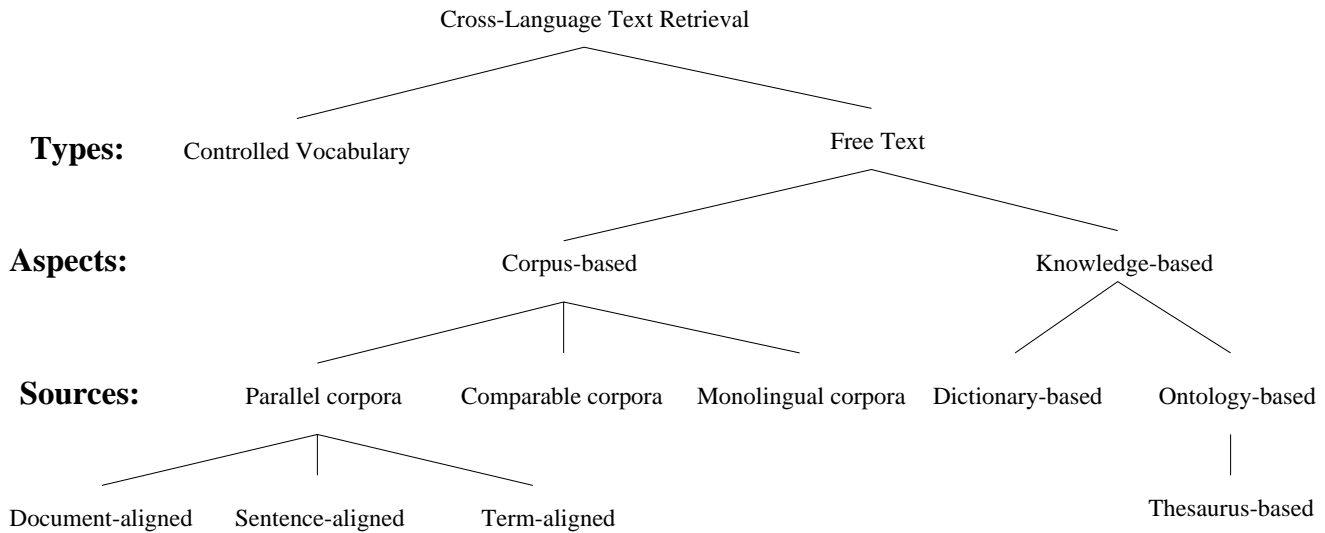 Cross-Language Text Retrieval
Types: Controlled Vocabulary Free Text
Aspects: Corpus-based Knowledge-based
Sources: Parallel corpora Comparable corpora Monolingual corpora Dictionary-based Ontology-based
Document-aligned Sentence-aligned Term-aligned Thesaurus-based